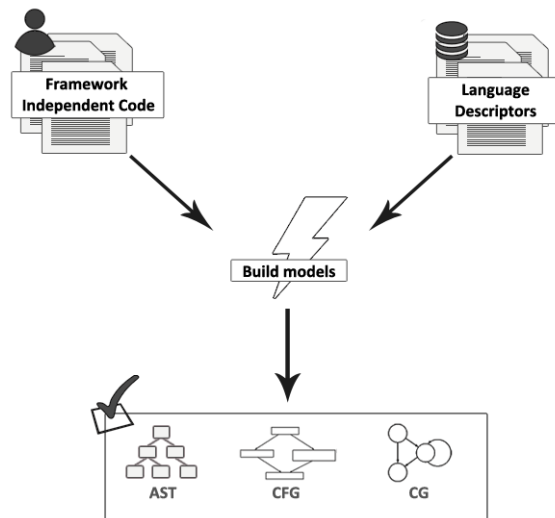 Framework
Independent Code
Language
Descriptors
Build models
AST
CFG
CG